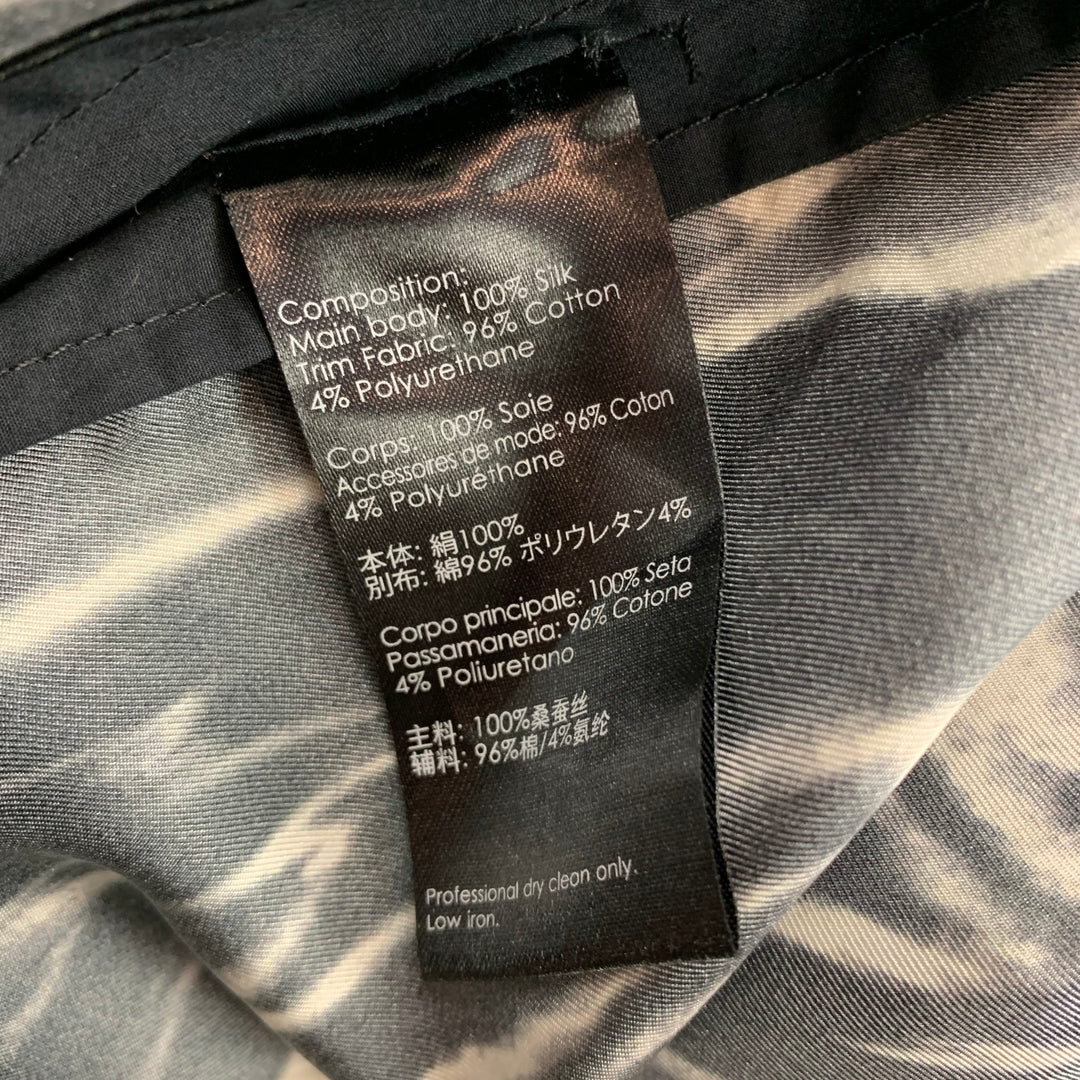 Composition:
Main body: 100% Silk
Trim Fabric: 96% Cotton
4% Polyurethane
Corps: 100% Soie
Accessoires de mode: 96% Coton
4% Polyuréthane
本体: 絹100%
別布: 綿96% ポリウレタン4%
Corpo principale: 100% Seta
Passamaneria: 96% Cotone
4% Poliuretano
主料: 100%桑蚕丝
辅料: 96%棉/4%氨纶
Professional dry clean only.
Low iron.